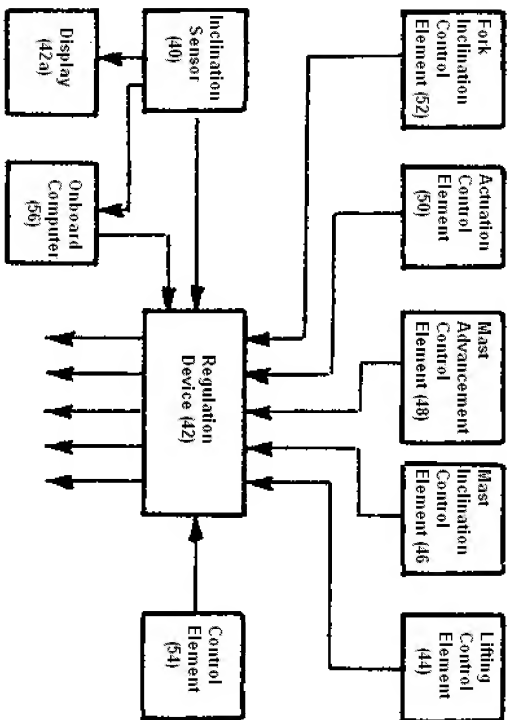 Fork
Inclination
Control
Element (52)
Actuation
Control
Element
(50)
Mast
Advancement
Control
Element (48)
Mast
Inclination
Control
Element (46
Lifting
Control
Element
(44)
Inclination
Sensor
(40)
Display
(42a)
Onboard
Computer
(56)
Regulation
Device (42)
Control
Element
(54)